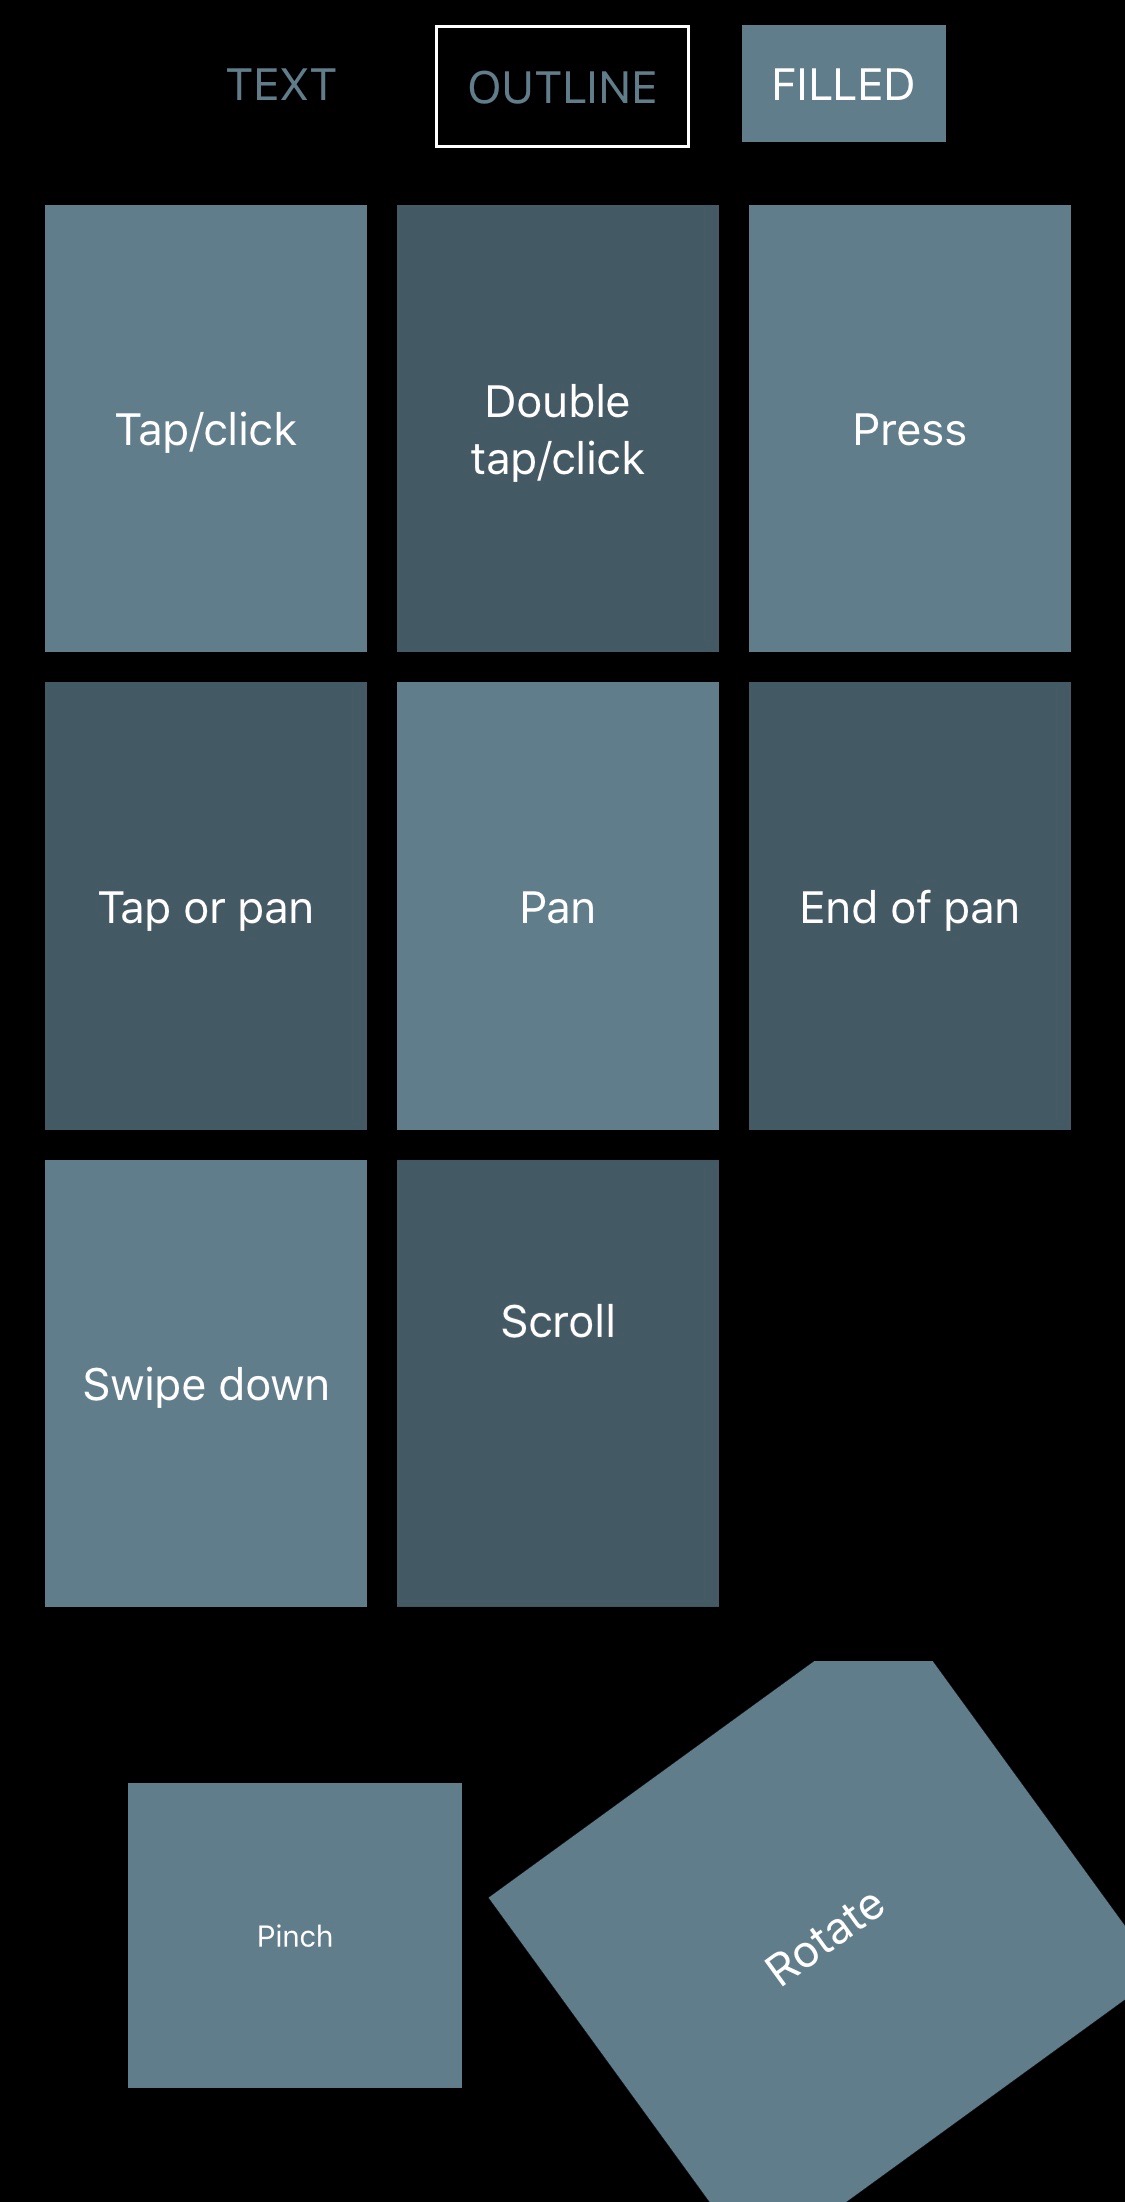 TEXT
OUTLINE
FILLED
Tap/click
Double
tap/click
Press
Tap or pan
Pan
End of pan
Swipe down
Scroll
Pinch
Rotate